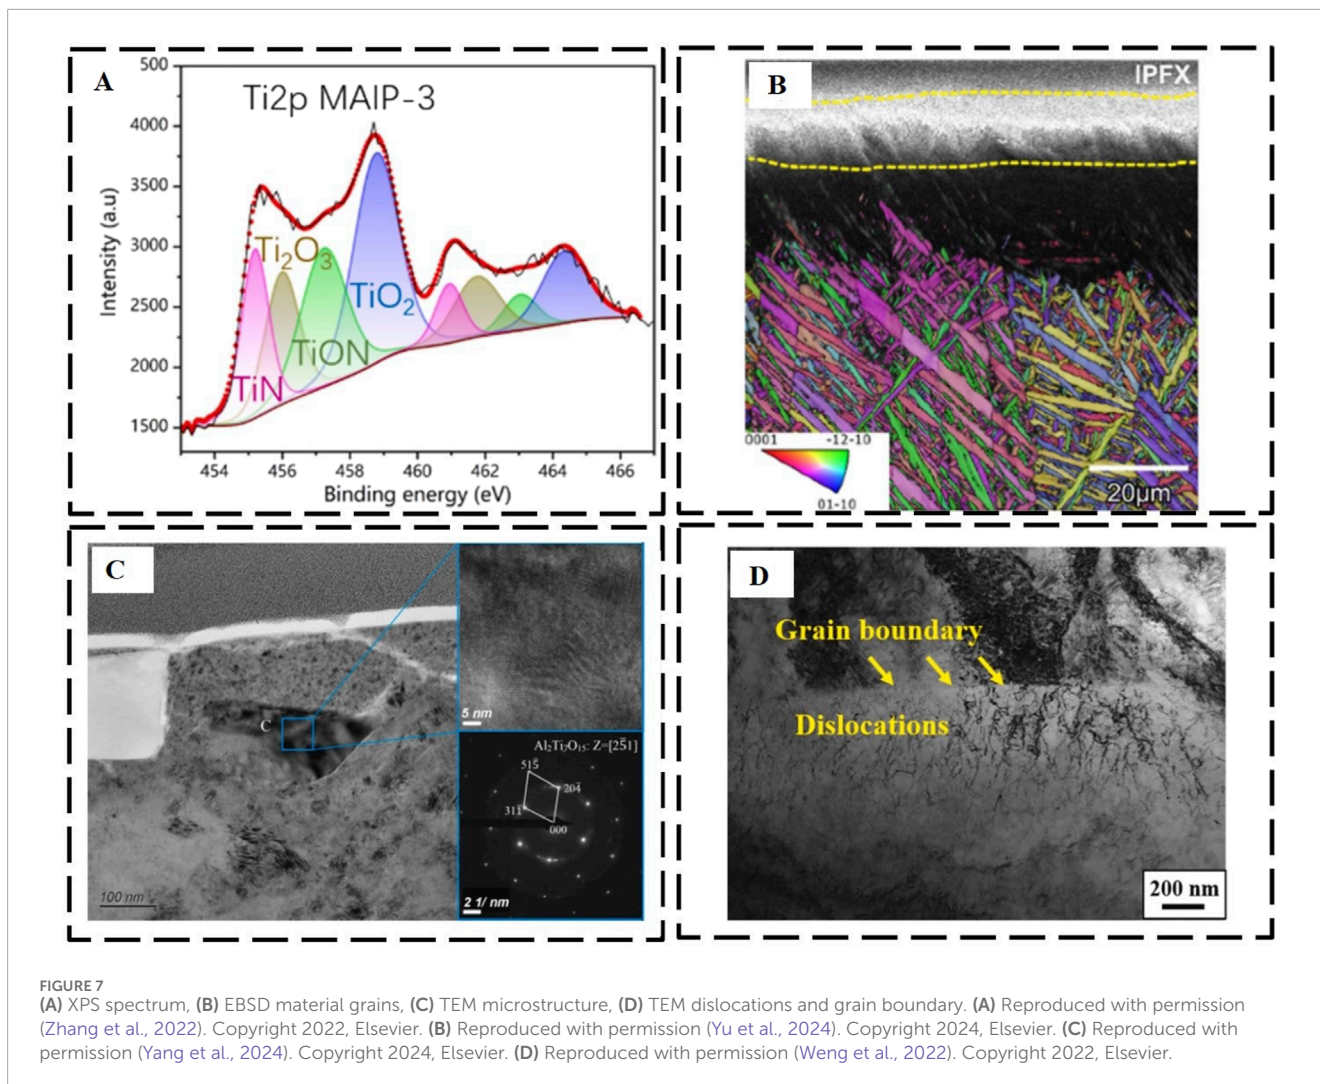 A
Ti2p MAIP-3
500
4000
3500
3000
2500
2000
1500
Intensity (a.u)
Ti₂O₃
TiO₂
TiON
TiN
454
456
458
460
462
464
466
Binding energy (eV)
B
IPFX
0001
-12-10
01-10
20μm
C
C
100 nm
5 nm
Al₂Ti₇O₁₅: Z=[25̄1]
515̄
204̄
311̄
000
2 1/ nm
D
Grain boundary
Dislocations
200 nm
FIGURE 7
(A) XPS spectrum, (B) EBSD material grains, (C) TEM microstructure, (D) TEM dislocations and grain boundary. (A) Reproduced with permission
(Zhang et al., 2022). Copyright 2022, Elsevier. (B) Reproduced with permission (Yu et al., 2024). Copyright 2024, Elsevier. (C) Reproduced with
permission (Yang et al., 2024). Copyright 2024, Elsevier. (D) Reproduced with permission (Weng et al., 2022). Copyright 2022, Elsevier.